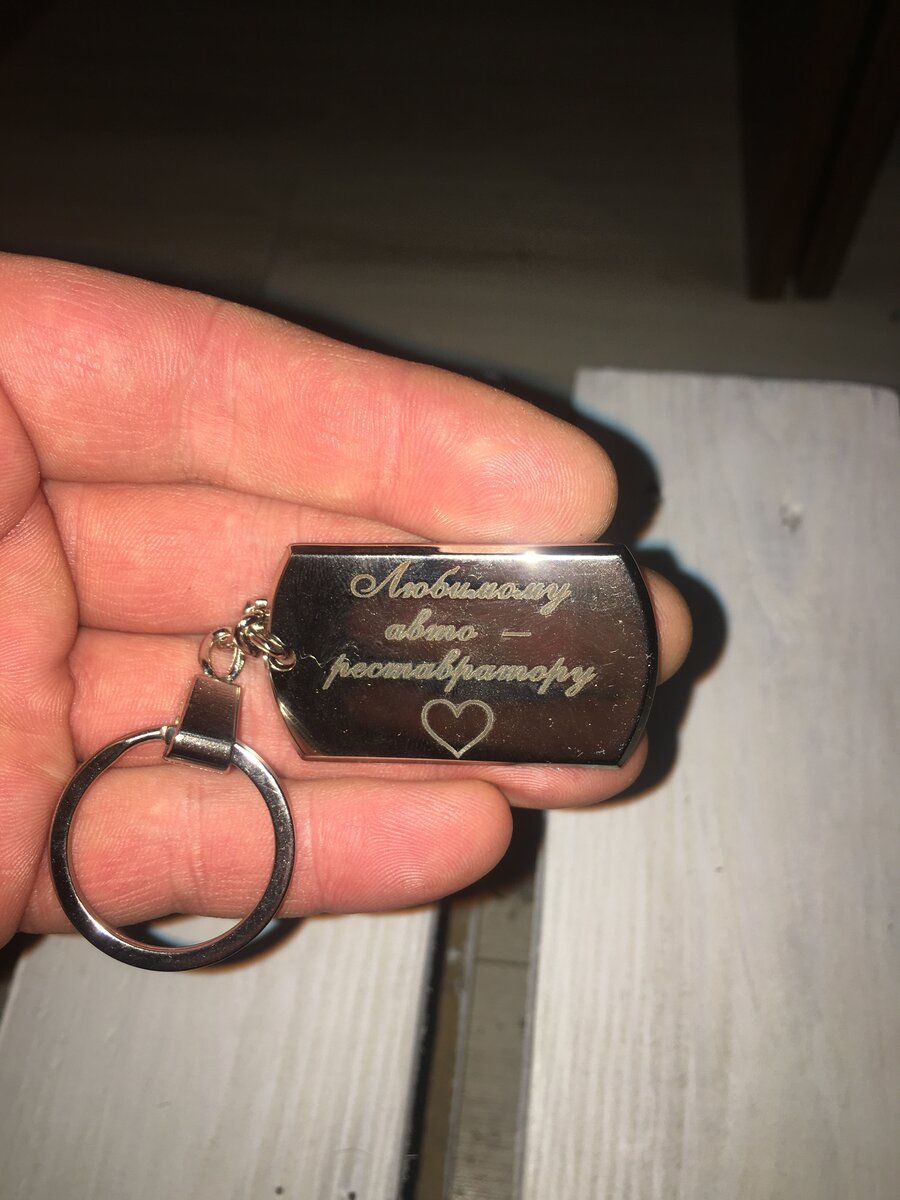 Любимому
авто –
реставратору